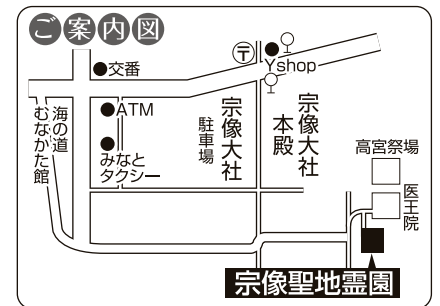 ご案内図
交番
〒
Yshop
ATM
みなと
タクシー
海の道
むなかた館
宗像大社
駐車場
宗像大社
本殿
高宮祭場
医王院
宗像聖地霊園